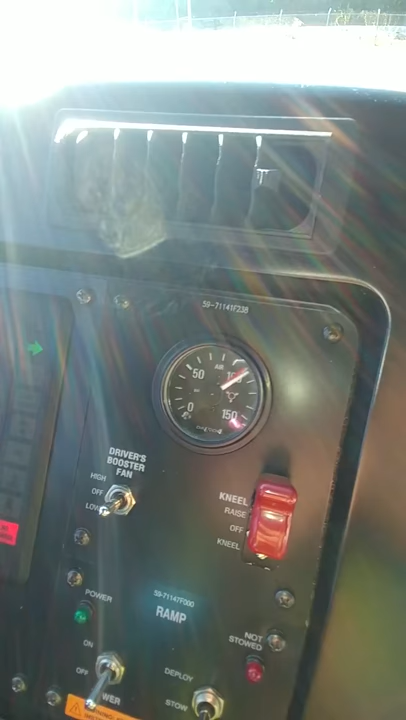 59-71141F238
50
AIR
100
0
150
DRIVER'S
BOOSTER
FAN
HIGH
OFF
LOW
KNEEL
RAISE
OFF
KNEEL
59-71147F000
RAMP
POWER
ON
OFF
NOT
STOWED
DEPLOY
STOW